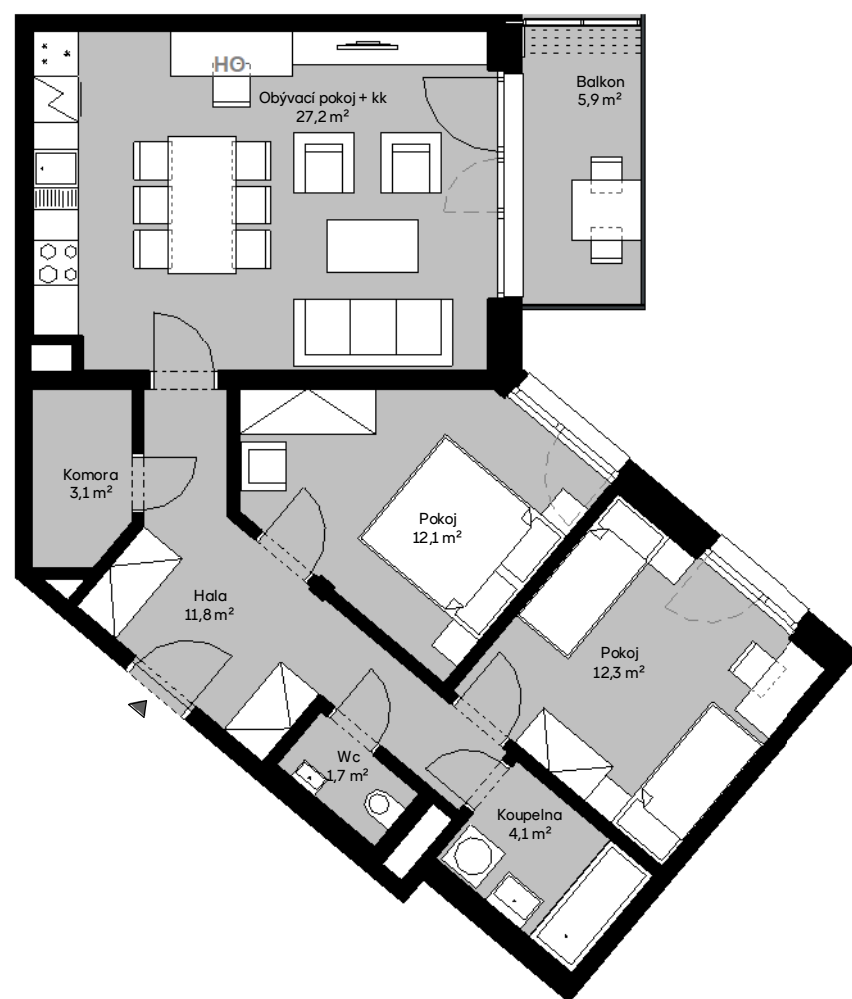 HO
Obývací pokoj + kk
27,2 m²
Balkon
5,9 m²
Komora
3,1 m²
Pokoj
12,1 m²
Hala
11,8 m²
Pokoj
12,3 m²
Wc
1,7 m²
Koupelna
4,1 m²